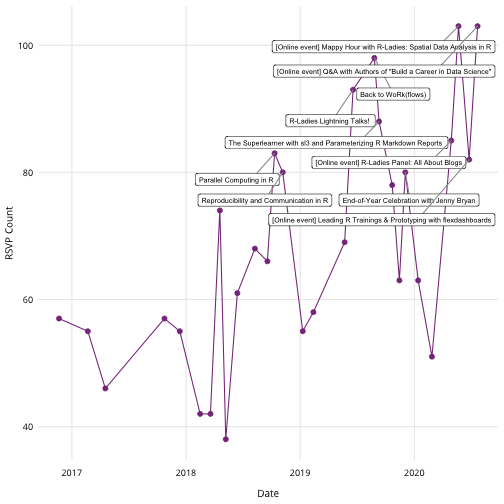 100
80
60
40
RSVP Count
[Online event] Mappy Hour with R-Ladies: Spatial Data Analysis in R
[Online event] Q&A with Authors of "Build a Career in Data Science"
Back to WoRk(flows)
R-Ladies Lightning Talks!
The Superlearner with sl3 and Parameterizing R Markdown Reports
[Online event] R-Ladies Panel: All About Blogs
Parallel Computing in R
Reproducibility and Communication in R
End-of-Year Celebration with Jenny Bryan
[Online event] Leading R Trainings & Prototyping with flexdashboards
2017
2018
2019
2020
Date